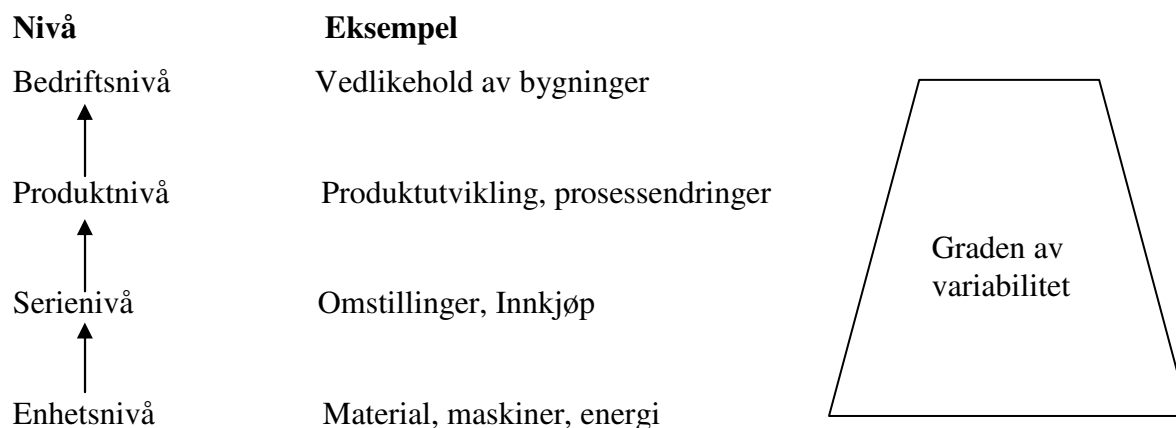 Nivå Eksempel
Bedriftsnivå Vedlikehold av bygninger
Produktnivå Produktutvikling, prosessendringer
Graden av
variabilitet
Serienivå Omstillinger, Innkjøp
Enhetsnivå Material, maskiner, energi